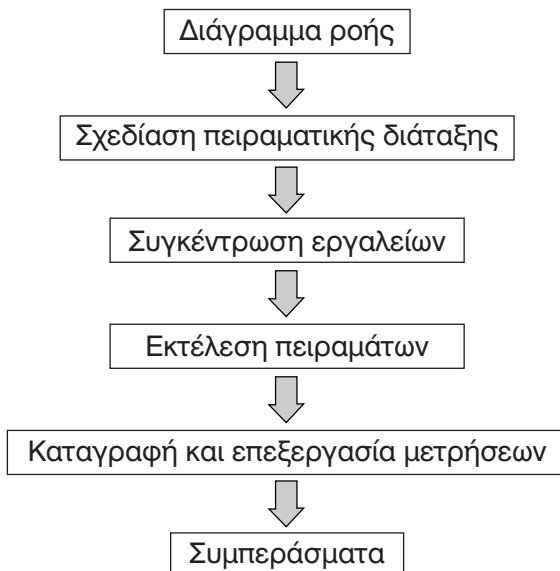 Διάγραμμα ροής
Σχεδίαση πειραματικής διάταξης
Συγκέντρωση εργαλείων
Εκτέλεση πειραμάτων
Καταγραφή και επεξεργασία μετρήσεων
Συμπεράσματα